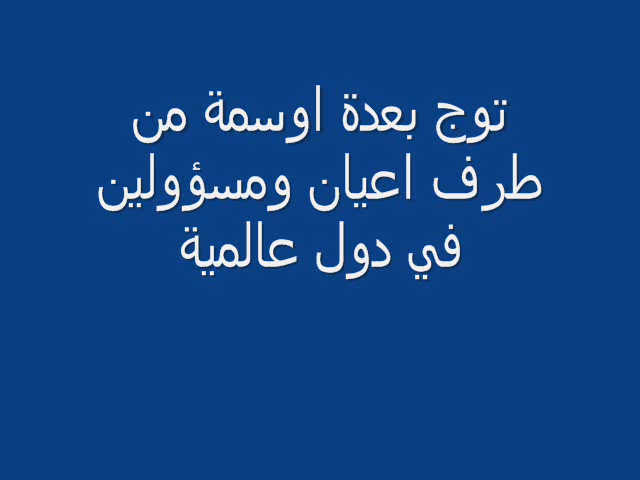 توج بعدة اوسمة من
طرف اعيان ومسؤولين
في دول عالمية